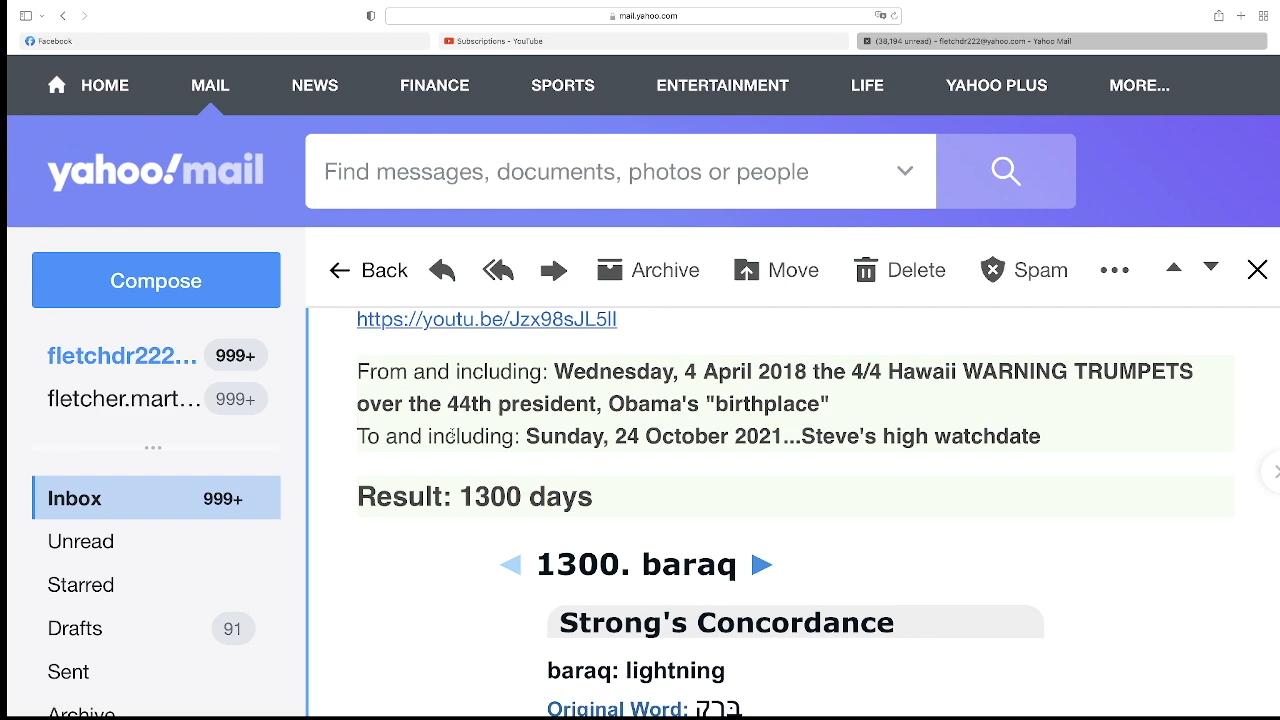 mail.yahoo.com
Facebook
Subscriptions - YouTube
(38,194 unread) - fletchdr222@yahoo.com - Yahoo Mail
HOME
MAIL
NEWS
FINANCE
SPORTS
ENTERTAINMENT
LIFE
YAHOO PLUS
MORE...
yahoo!mail
Find messages, documents, photos or people
Compose
Back
Archive
Move
Delete
Spam
fletchdr222... 999+
fletcher.mart... 999+
Inbox 999+
Unread
Starred
Drafts 91
Sent
Archive
https://youtu.be/Jzx98sJL5lI
From and including: Wednesday, 4 April 2018 the 4/4 Hawaii WARNING TRUMPETS
over the 44th president, Obama's "birthplace"
To and including: Sunday, 24 October 2021...Steve's high watchdate
Result: 1300 days
1300. baraq
Strong's Concordance
baraq: lightning
Original Word: בָּרָק